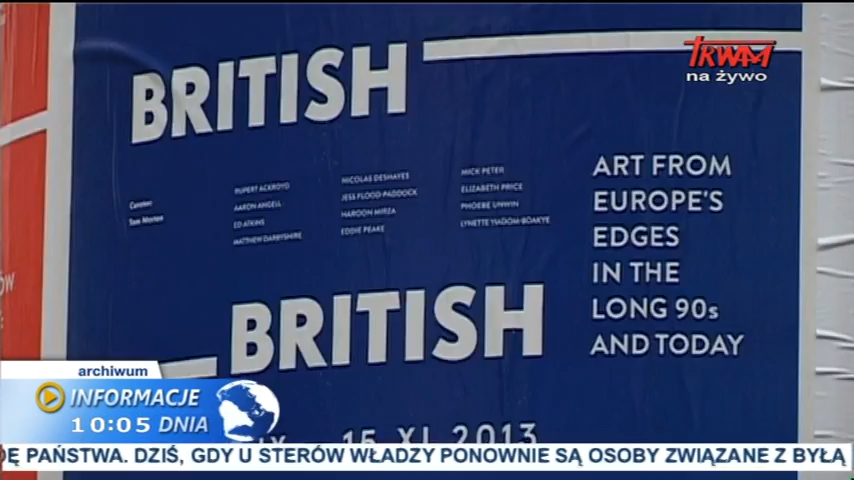 TRWAM
na żywo
BRITISH
Curator:
Tom Morton
RUPERT ACKROYD
AARON ANGELL
ED ATKINS
MATTHEW DARBYSHIRE
NICOLAS DESHAYES
JESS FLOOD-PADDOCK
HAROON MIRZA
EDDIE PEAKE
MICK PETER
ELIZABETH PRICE
PHOEBE UNWIN
LYNETTE YIADOM-BOAKYE
ART FROM
EUROPE'S
EDGES
IN THE
LONG 90s
AND TODAY
BRITISH
15 XI 2013
archiwum
INFORMACJE
10:05 DNIA
PAŃSTWA. DZIŚ, GDY U STERÓW WŁADZY PONOWNIE SĄ OSOBY ZWIĄZANE Z BYŁĄ